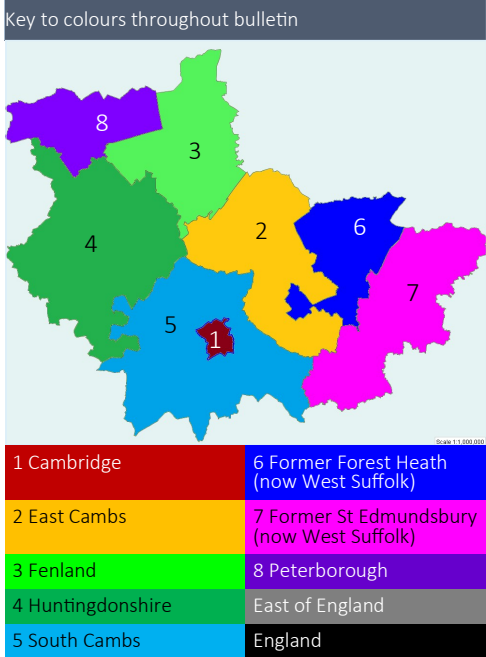 Key to colours throughout bulletin
8
3
2
6
4
7
5
1
Scale 1:1,000,000
1 Cambridge
6 Former Forest Heath
(now West Suffolk)
2 East Cambs
7 Former St Edmundsbury
(now West Suffolk)
3 Fenland
8 Peterborough
4 Huntingdonshire
East of England
5 South Cambs
England